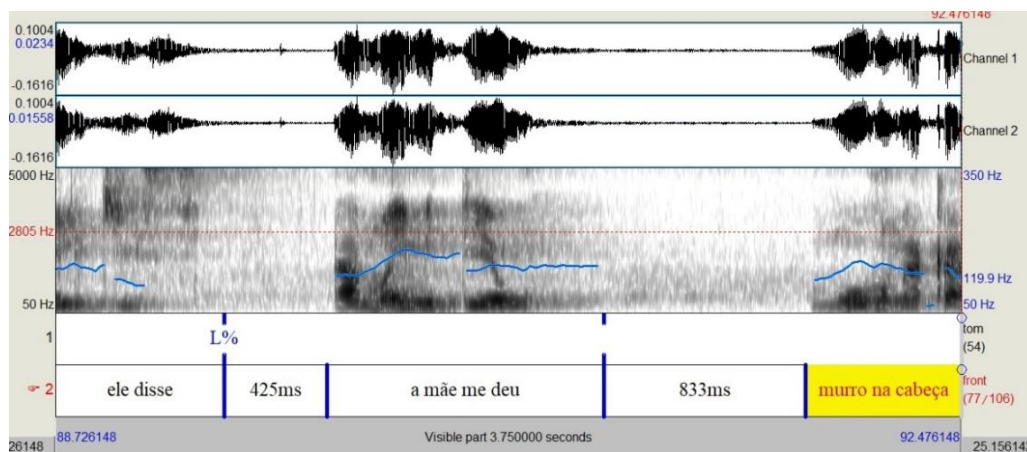 92.476148
0.1004
0.0234
-0.1616
Channel 1
0.1004
0.01558
-0.1616
Channel 2
5000 Hz
350 Hz
2805 Hz
119.9 Hz
50 Hz
50 Hz
1
L%
tom
(54)
2
ele disse
425ms
a mãe me deu
833ms
murro na cabeça
front
(77/106)
88.726148
Visible part 3.750000 seconds
92.476148
26148
25.156142